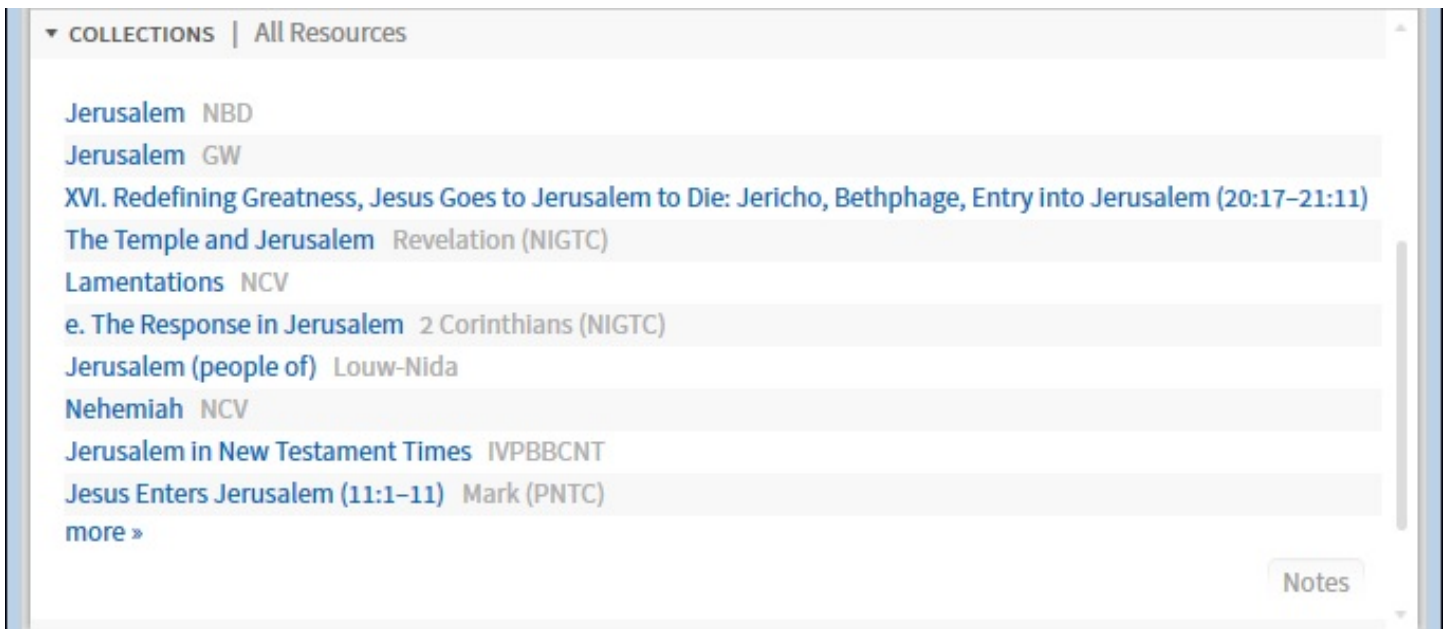 COLLECTIONS | All Resources
Jerusalem NBD
Jerusalem GW
XVI. Redefining Greatness, Jesus Goes to Jerusalem to Die: Jericho, Bethphage, Entry into Jerusalem (20:17–21:11)
The Temple and Jerusalem Revelation (NIGTC)
Lamentations NCV
e. The Response in Jerusalem 2 Corinthians (NIGTC)
Jerusalem (people of) Louw-Nida
Nehemiah NCV
Jerusalem in New Testament Times IVPBBCNT
Jesus Enters Jerusalem (11:1–11) Mark (PNTC)
more »
Notes